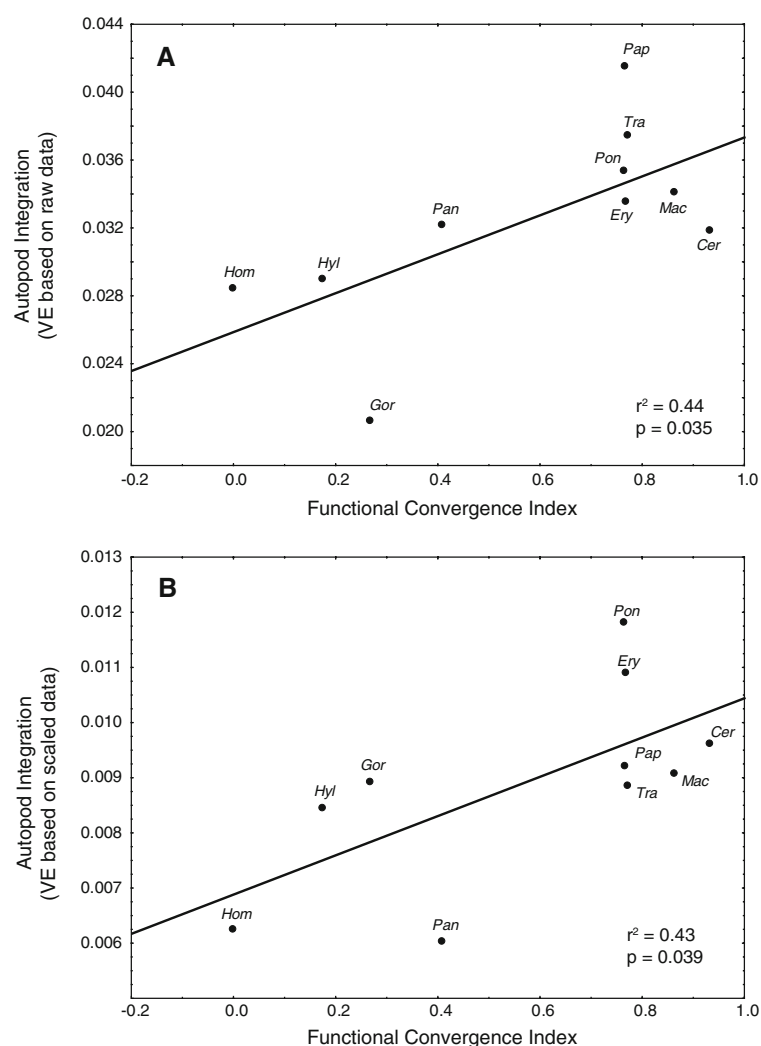 A
0.044
0.040
0.036
0.032
0.028
0.024
0.020
Autopod Integration
(VE based on raw data)
Pap
Tra
Pon
Ery
Mac
Cer
Pan
Hyl
Hom
Gor
r² = 0.44
p = 0.035
-0.2 0.0 0.2 0.4 0.6 0.8 1.0
Functional Convergence Index
B
0.013
0.012
0.011
0.010
0.009
0.008
0.007
0.006
Autopod Integration
(VE based on scaled data)
Pon
Ery
Cer
Pap
Mac
Tra
Gor
Hyl
Hom
Pan
r² = 0.43
p = 0.039
-0.2 0.0 0.2 0.4 0.6 0.8 1.0
Functional Convergence Index